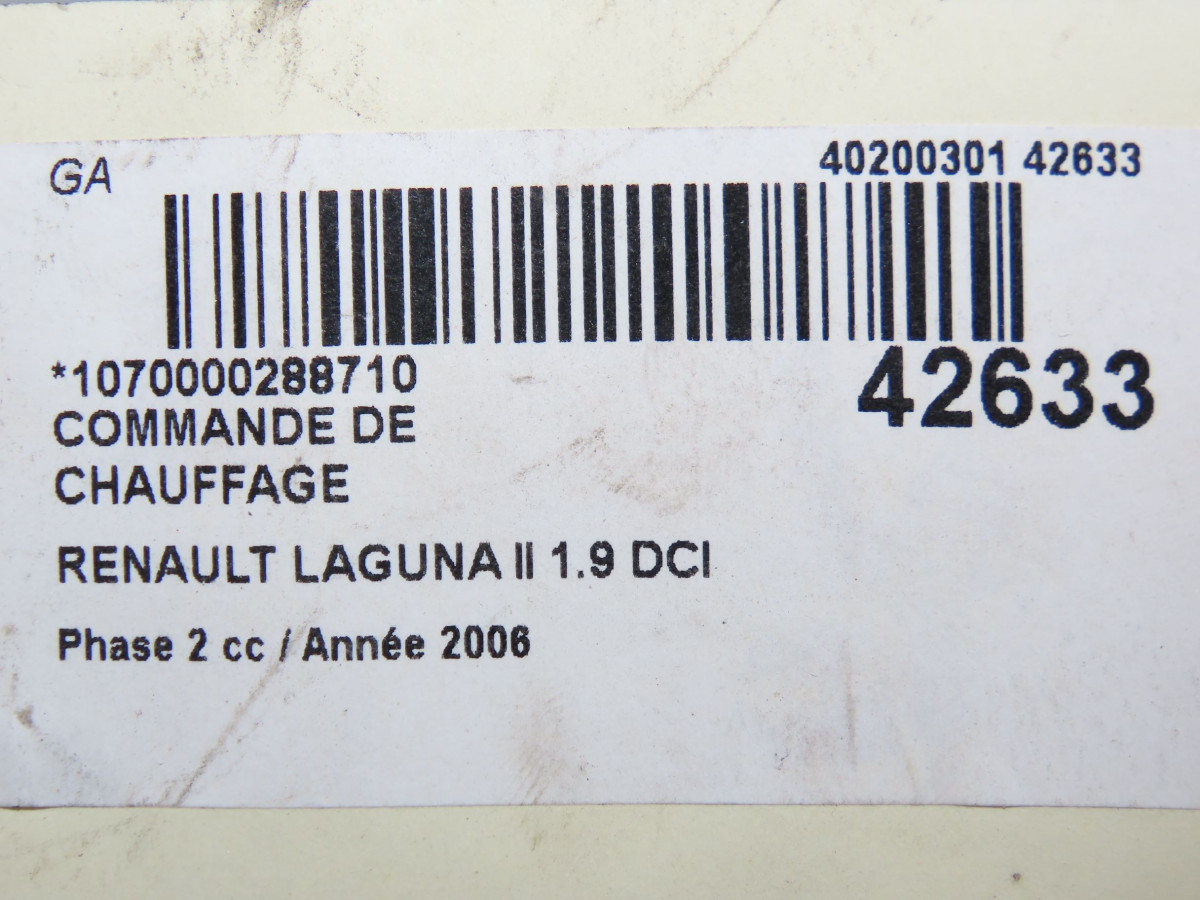 GA
40200301 42633
*1070000288710
42633
COMMANDE DE
CHAUFFAGE
RENAULT LAGUNA II 1.9 DCI
Phase 2 cc / Année 2006